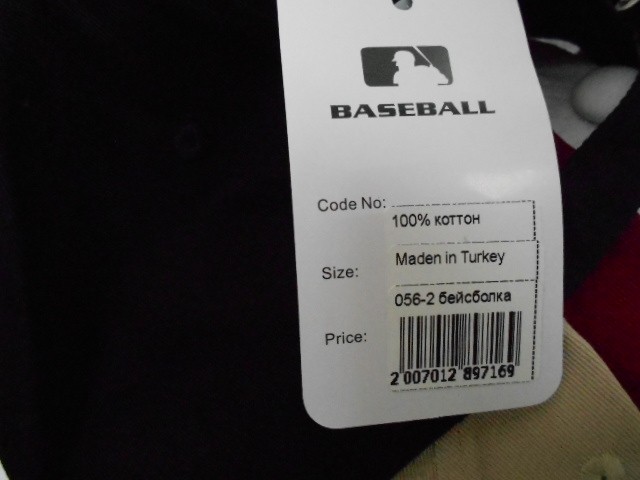 BASEBALL
Code No:
100% коттон
Size:
Maden in Turkey
056-2 бейсболка
Price:
2 007012 897169